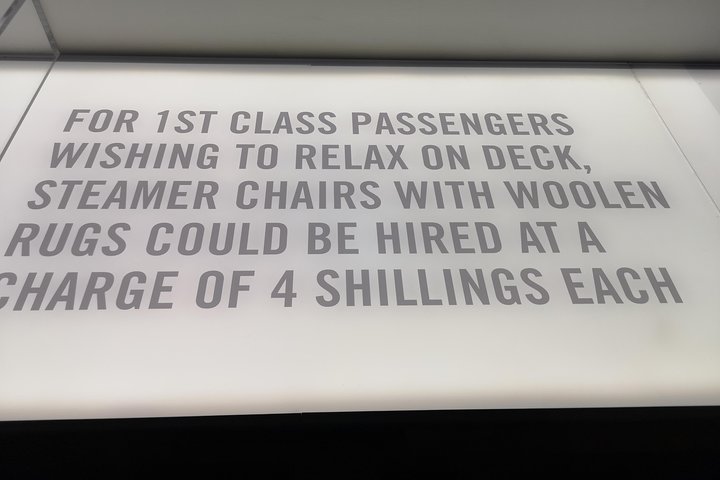 FOR 1ST CLASS PASSENGERS
WISHING TO RELAX ON DECK,
STEAMER CHAIRS WITH WOOLEN
RUGS COULD BE HIRED AT A
CHARGE OF 4 SHILLINGS EACH